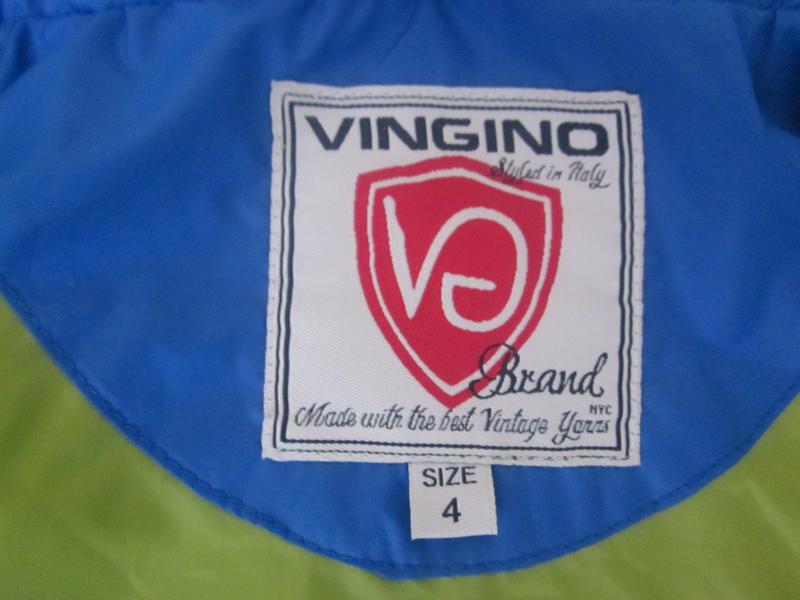 VINGINO
Styled in Italy
VG
Brand
NYC
Made with the best Vintage Yarns
SIZE
4